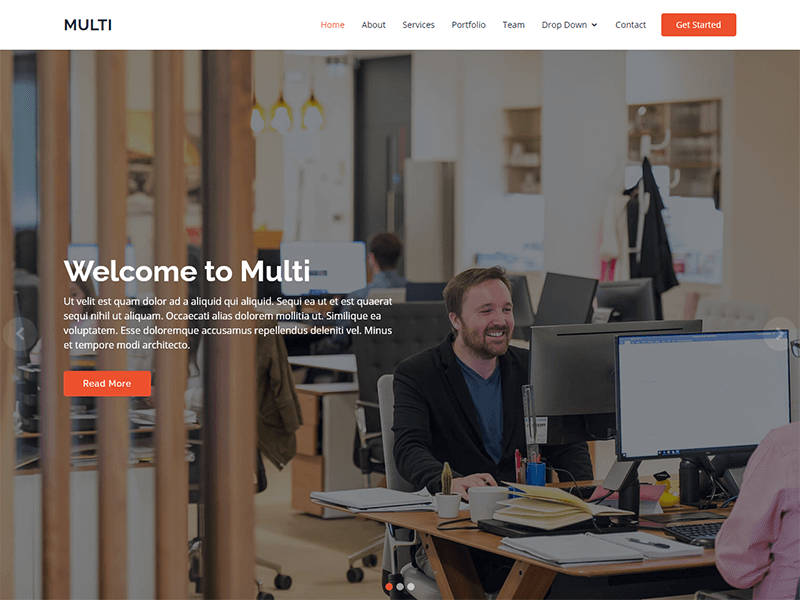 MULTI
Home About Services Portfolio Team Drop Down Contact Get Started
Welcome to Multi
Ut velit est quam dolor ad a aliquid qui aliquid. Sequi ea ut et est quaerat
sequi nihil ut aliquam. Occaecati alias dolorem mollitia ut. Similique ea
voluptatem. Esse doloremque accusamus repellendus deleniti vel. Minus
et tempore modi architecto.
Read More